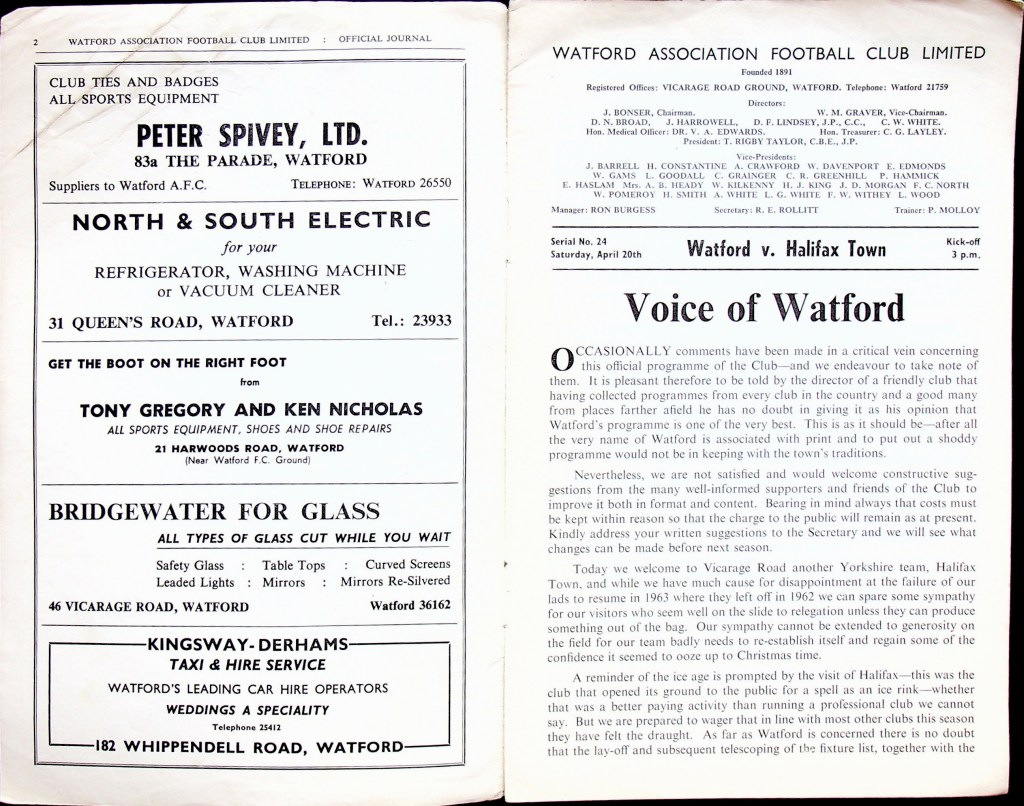 2 WATFORD ASSOCIATION FOOTBALL CLUB LIMITED : OFFICIAL JOURNAL
CLUB TIES AND BADGES
ALL SPORTS EQUIPMENT
PETER SPIVEY, LTD.
83a THE PARADE, WATFORD
Suppliers to Watford A.F.C. TELEPHONE: WATFORD 26550
NORTH & SOUTH ELECTRIC
for your
REFRIGERATOR, WASHING MACHINE
or VACUUM CLEANER
31 QUEEN'S ROAD, WATFORD Tel.: 23933
GET THE BOOT ON THE RIGHT FOOT
from
TONY GREGORY AND KEN NICHOLAS
ALL SPORTS EQUIPMENT, SHOES AND SHOE REPAIRS
21 HARWOODS ROAD, WATFORD
(Near Watford F.C. Ground)
BRIDGEWATER FOR GLASS
ALL TYPES OF GLASS CUT WHILE YOU WAIT
Safety Glass : Table Tops : Curved Screens
Leaded Lights : Mirrors : Mirrors Re-Silvered
46 VICARAGE ROAD, WATFORD Watford 36162
KINGSWAY-DERHAMS
TAXI & HIRE SERVICE
WATFORD'S LEADING CAR HIRE OPERATORS
WEDDINGS A SPECIALITY
Telephone 25412
182 WHIPPENDELL ROAD, WATFORD
WATFORD ASSOCIATION FOOTBALL CLUB LIMITED
Founded 1891
Registered Offices: VICARAGE ROAD GROUND, WATFORD. Telephone: Watford 21759
Directors:
J. BONSER, Chairman. W. M. GRAVER, Vice-Chairman.
D. N. BROAD, J. HARROWELL, D. F. LINDSEY, J.P., C.C., C. W. WHITE.
Hon. Medical Officer: DR. V. A. EDWARDS. Hon. Treasurer: C. G. LAYLEY.
President: T. RIGBY TAYLOR, C.B.E., J.P.
Vice-Presidents:
J. BARRELL H. CONSTANTINE A. CRAWFORD W. DAVENPORT E. EDMONDS
W. GAMS L. GOODALL C. GRAINGER C. R. GREENHILL P. HAMMICK
E. HASLAM Mrs. A. B. HEADY W. KILKENNY H. J. KING J. D. MORGAN F. C. NORTH
W. POMEROY H. SMITH A. WHITE L. G. WHITE F. W. WITHEY L. WOOD
Manager: RON BURGESS Secretary: R. E. ROLLITT Trainer: P. MOLLOY
Serial No. 24
Saturday, April 20th
Watford v. Halifax Town
Kick-off
3 p.m.
Voice of Watford
OCCASIONALLY comments have been made in a critical vein concerning
this official programme of the Club—and we endeavour to take note of
them. It is pleasant therefore to be told by the director of a friendly club that
having collected programmes from every club in the country and a good many
from places farther afield he has no doubt in giving it as his opinion that
Watford's programme is one of the very best. This is as it should be—after all
the very name of Watford is associated with print and to put out a shoddy
programme would not be in keeping with the town's traditions.
Nevertheless, we are not satisfied and would welcome constructive sug-
gestions from the many well-informed supporters and friends of the Club to
improve it both in format and content. Bearing in mind always that costs must
be kept within reason so that the charge to the public will remain as at present.
Kindly address your written suggestions to the Secretary and we will see what
changes can be made before next season.
Today we welcome to Vicarage Road another Yorkshire team, Halifax
Town, and while we have much cause for disappointment at the failure of our
lads to resume in 1963 where they left off in 1962 we can spare some sympathy
for our visitors who seem well on the slide to relegation unless they can produce
something out of the bag. Our sympathy cannot be extended to generosity on
the field for our team badly needs to re-establish itself and regain some of the
confidence it seemed to ooze up to Christmas time.
A reminder of the ice age is prompted by the visit of Halifax—this was the
club that opened its ground to the public for a spell as an ice rink—whether
that was a better paying activity than running a professional club we cannot
say. But we are prepared to wager that in line with most other clubs this season
they have felt the draught. As far as Watford is concerned there is no doubt
that the lay-off and subsequent telescoping of the fixture list, together with the